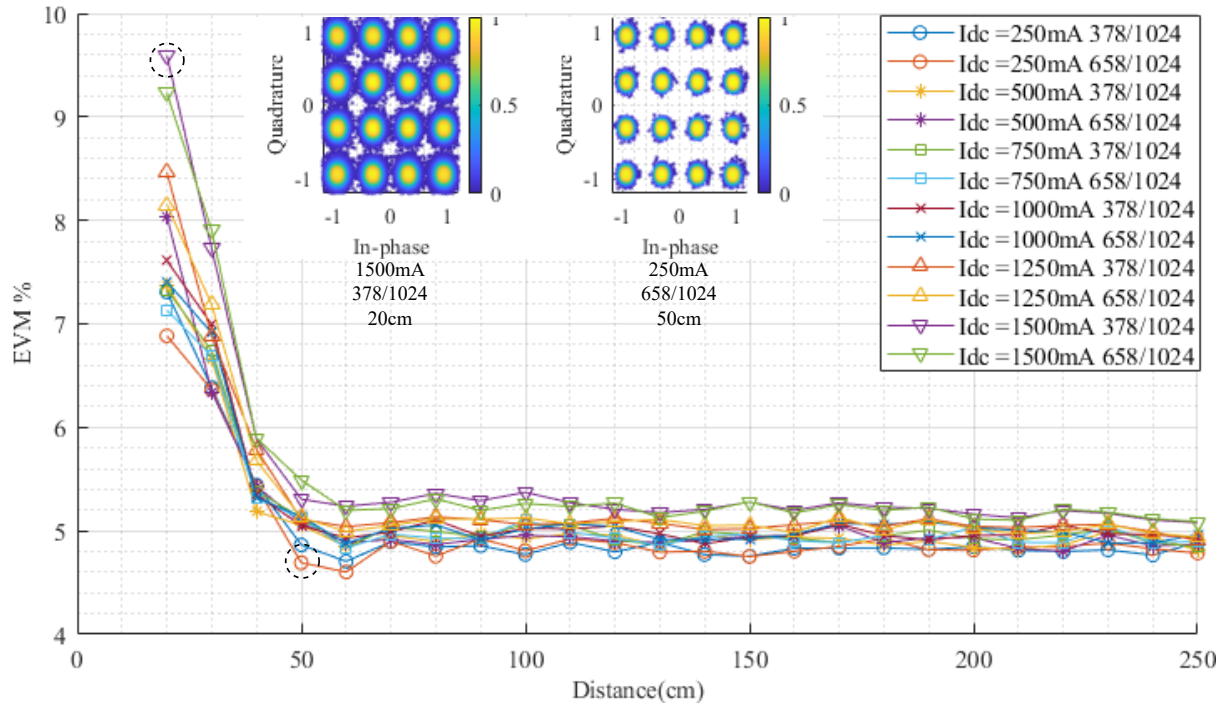 10
9
8
7
6
5
4
EVM %
0
50
100
150
200
250
Distance(cm)
1
0
-1
Quadrature
-1
0
1
In-phase
1
0.5
0
1500mA
378/1024
20cm
1
0
-1
Quadrature
-1
0
1
In-phase
1
0.5
0
250mA
658/1024
50cm
Idc =250mA 378/1024
Idc =250mA 658/1024
Idc =500mA 378/1024
Idc =500mA 658/1024
Idc =750mA 378/1024
Idc =750mA 658/1024
Idc =1000mA 378/1024
Idc =1000mA 658/1024
Idc =1250mA 378/1024
Idc =1250mA 658/1024
Idc =1500mA 378/1024
Idc =1500mA 658/1024